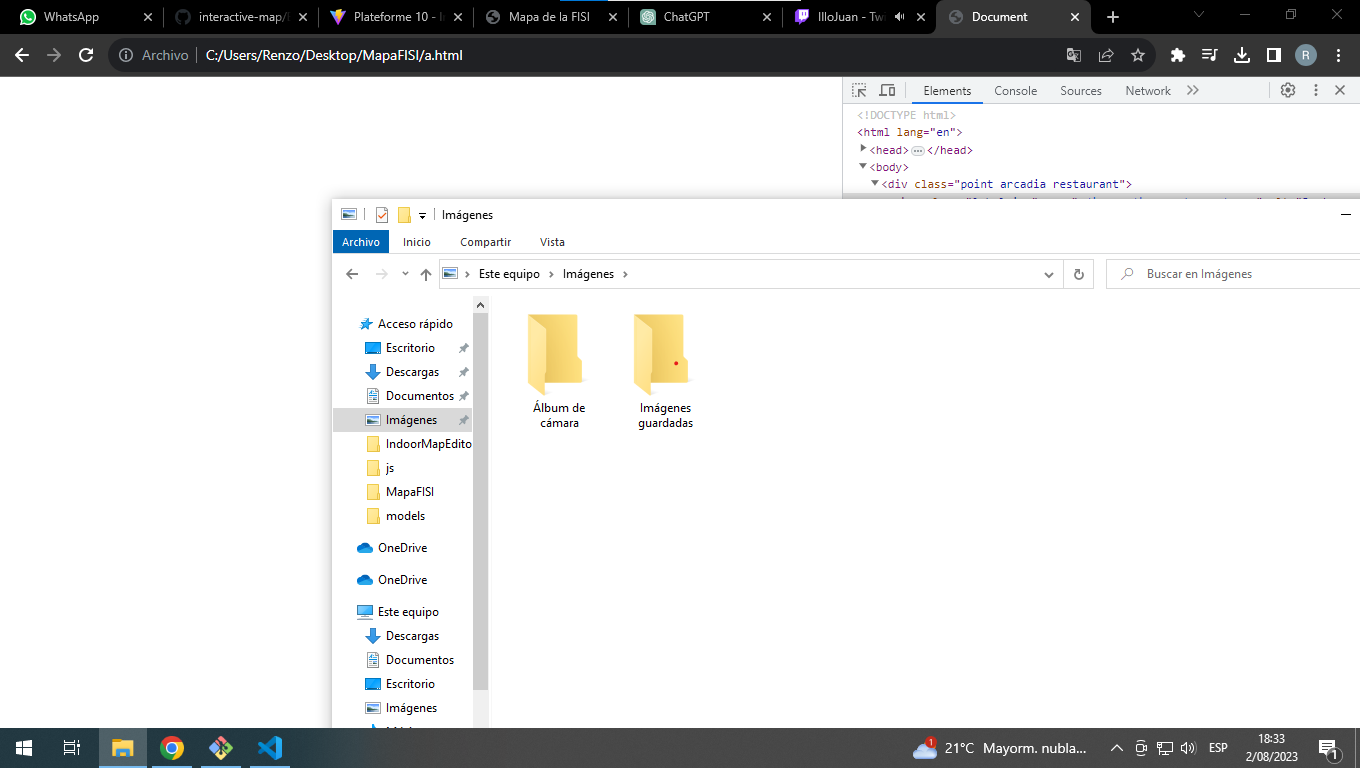 WhatsApp
interactive-map/i
Plateforme 10 - In
Mapa de la FISI
ChatGPT
IlloJuan - Tw
Document
Archivo
C:/Users/Renzo/Desktop/MapaFISI/a.html
R
Elements
Console
Sources
Network
<!DOCTYPE html>
<html lang="en">
<head>
</head>
<body>
<div class="point arcadia restaurant">
Imágenes
Archivo
Inicio
Compartir
Vista
Este equipo
Imágenes
Buscar en Imágenes
Acceso rápido
Escritorio
Descargas
Documentos
Imágenes
IndoorMapEdito
js
MapaFISI
models
OneDrive
OneDrive
Este equipo
Descargas
Documentos
Escritorio
Imágenes
Álbum de
cámara
Imágenes
guardadas
1
21°C Mayorm. nubla...
ESP
18:33
2/08/2023
1